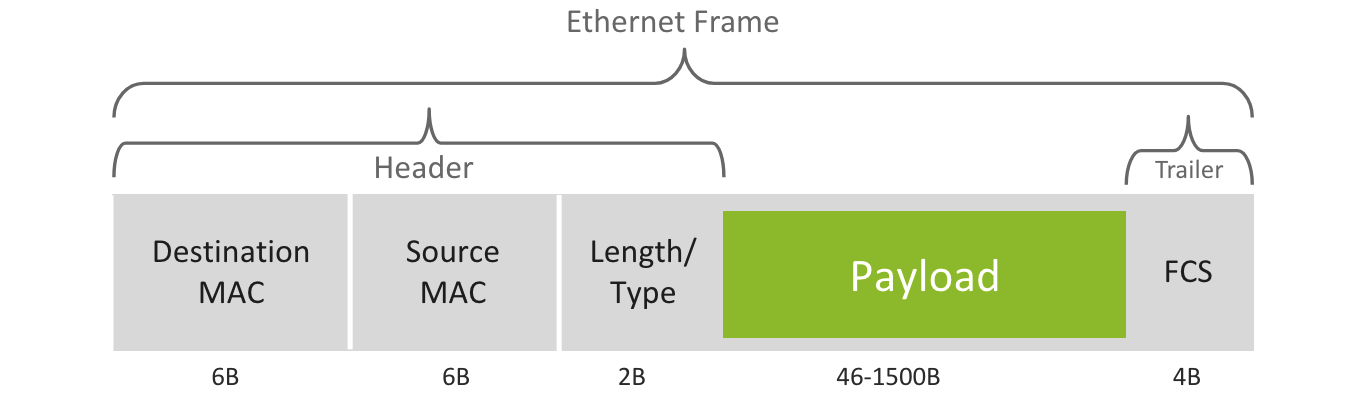 Ethernet Frame
Header
Trailer
Destination
MAC
Source
MAC
Length/
Type
Payload
FCS
6B
6B
2B
46-1500B
4B